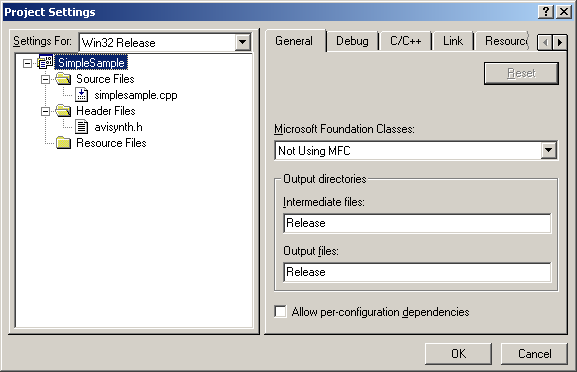 Project Settings
Settings For: Win32 Release
SimpleSample
Source Files
simplesample.cpp
Header Files
avisynth.h
Resource Files
General Debug C/C++ Link Resourc
Reset
Microsoft Foundation Classes:
Not Using MFC
Output directories
Intermediate files:
Release
Output files:
Release
Allow per-configuration dependencies
OK Cancel